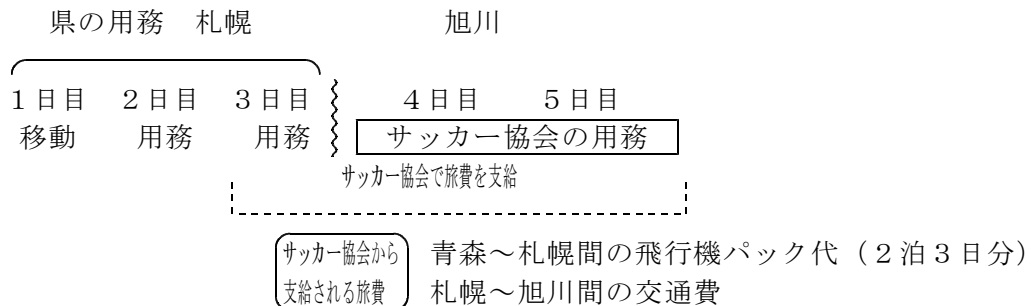 県の用務　札幌　　　　旭川
１日目　２日目　３日目　　４日目　　５日目
移動　　用務　　用務　　サッカー協会の用務
サッカー協会で旅費を支給
サッカー協会から　青森～札幌間の飛行機パック代（２泊３日分）
支給される旅費　札幌～旭川間の交通費